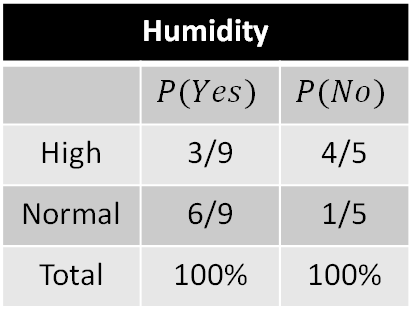 Humidity
P(Yes) P(No)
High 3/9 4/5
Normal 6/9 1/5
Total 100% 100%